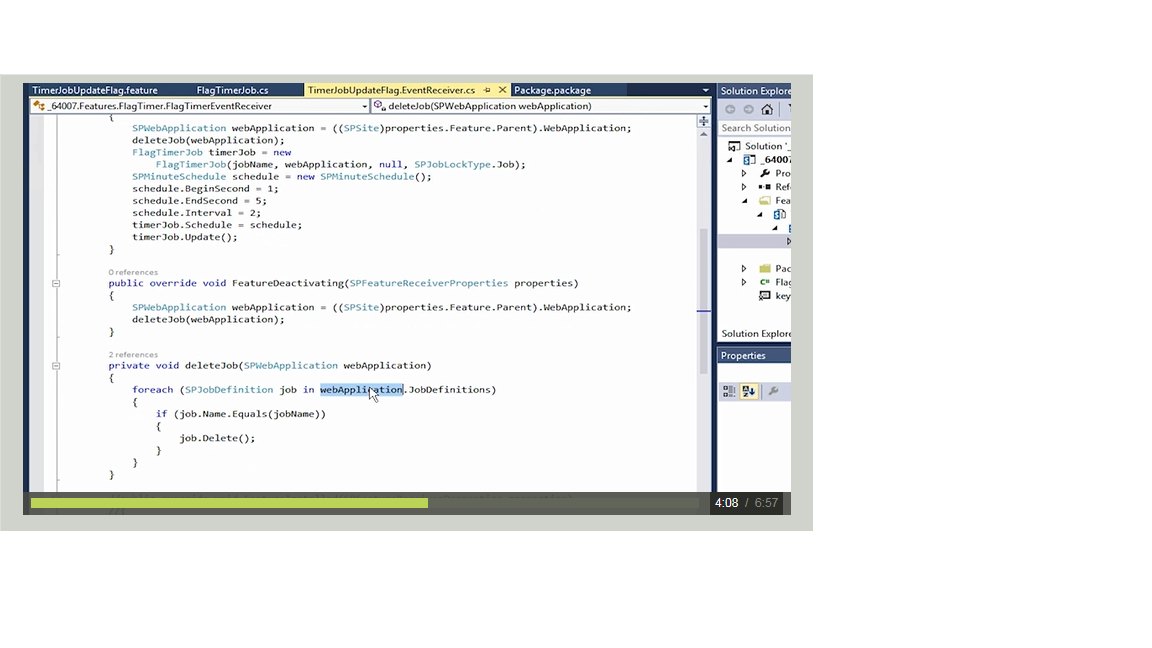 TimerJobUpdateFlag.feature FlagTimerJob.cs TimerJobUpdateFlag.EventReceiver.cs Package.package Solution Explore
_64007.Features.FlagTimer.FlagTimerEventReceiver deleteJob(SPWebApplication webApplication)
{
SPWebApplication webApplication = ((SPSite)properties.Feature.Parent).WebApplication;
deleteJob(webApplication);
FlagTimerJob timerJob = new
FlagTimerJob(jobName, webApplication, null, SPJobLockType.Job);
SPMinuteSchedule schedule = new SPMinuteSchedule();
schedule.BeginSecond = 1;
schedule.EndSecond = 5;
schedule.Interval = 2;
timerJob.Schedule = schedule;
timerJob.Update();
}
0 references
public override void FeatureDeactivating(SPFeatureReceiverProperties properties)
{
SPWebApplication webApplication = ((SPSite)properties.Feature.Parent).WebApplication;
deleteJob(webApplication);
}
2 references
private void deleteJob(SPWebApplication webApplication)
{
foreach (SPJobDefinition job in webApplication.JobDefinitions)
{
if (job.Name.Equals(jobName))
{
job.Delete();
}
}
}
Search Solution
Solution '_
_64007
Pro
Refe
Fea
Pac
Flag
key
Solution Explore
Properties
4:08 / 6:57